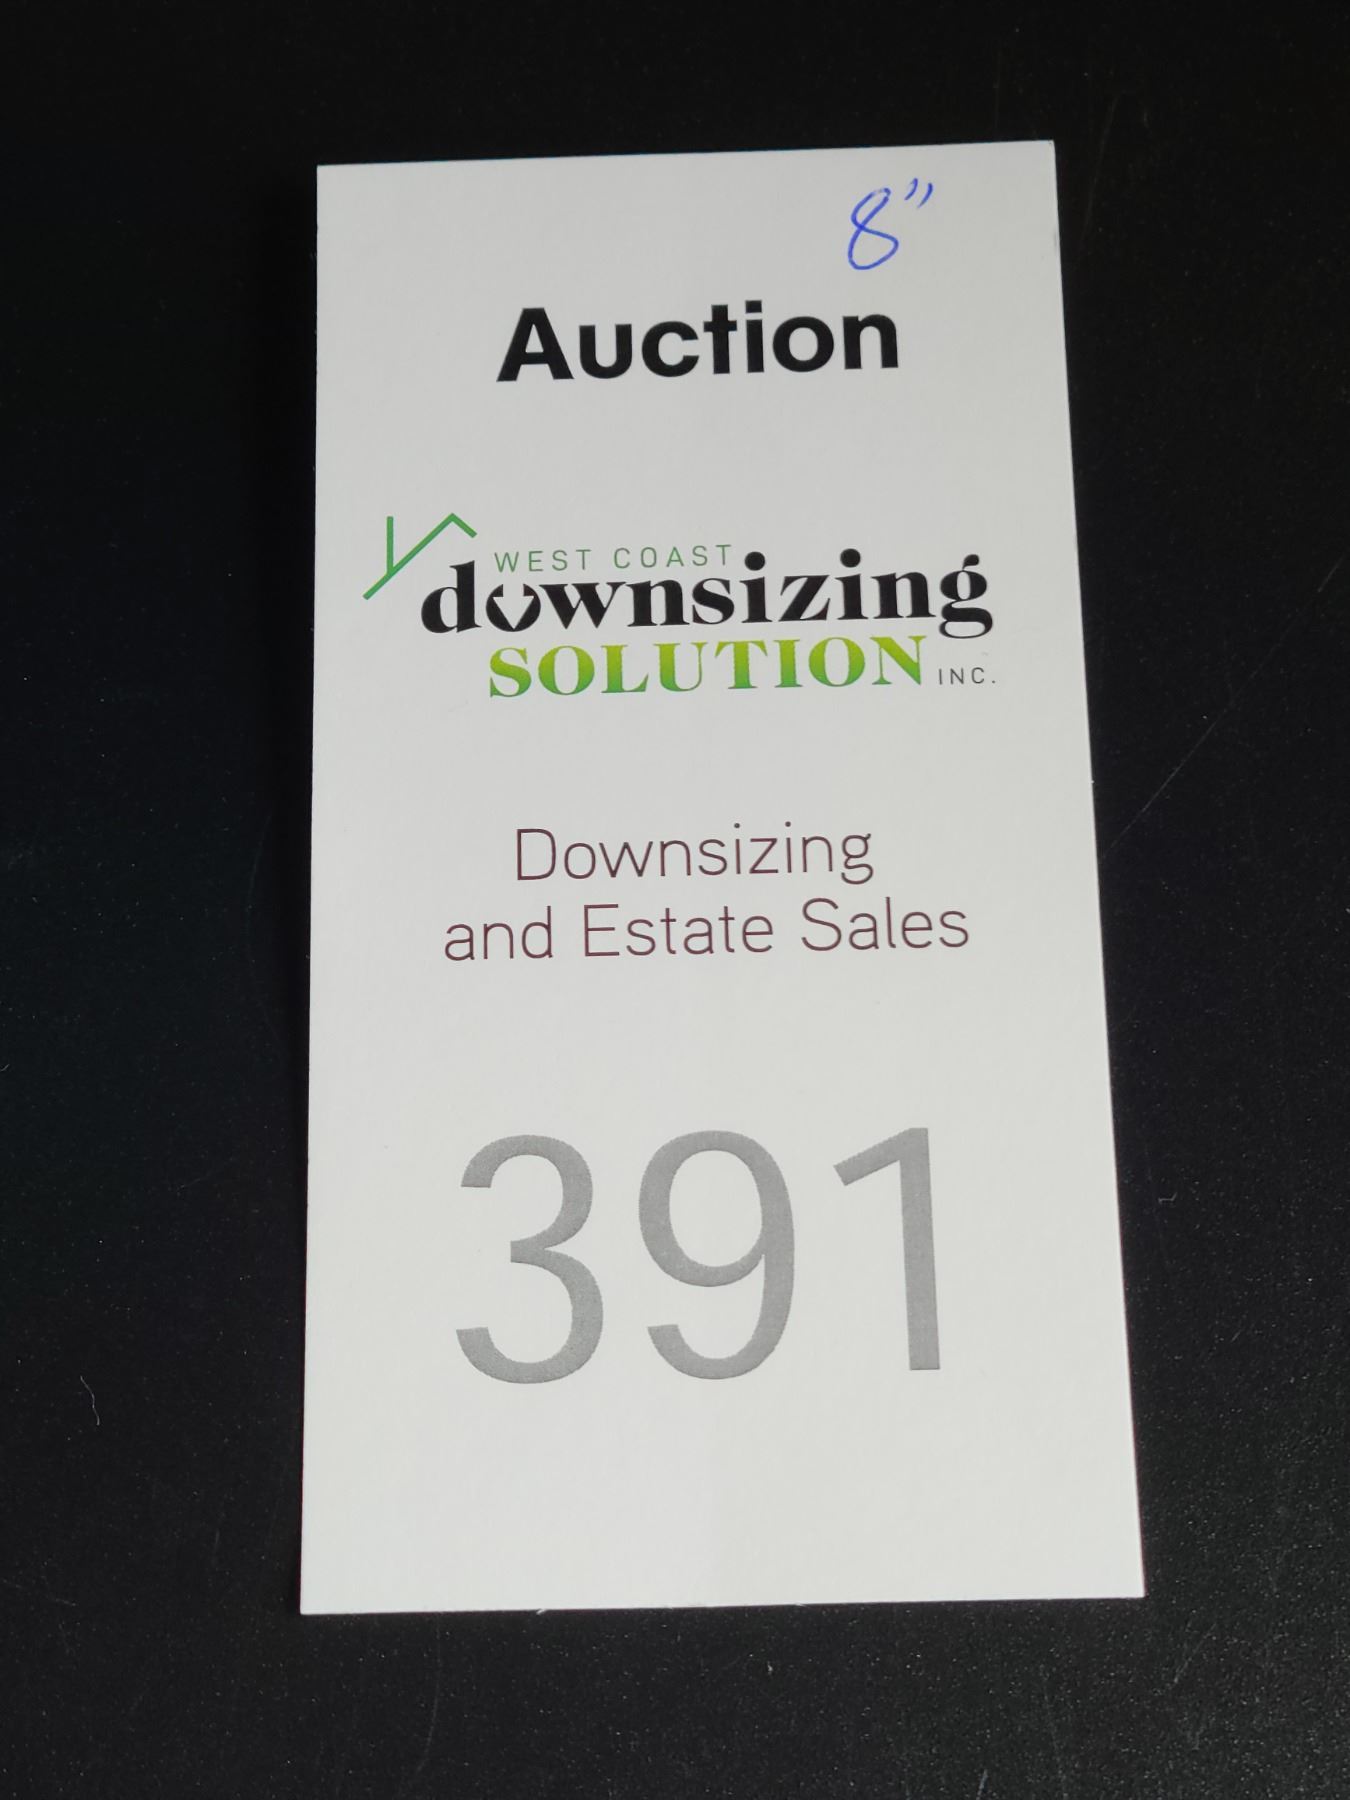 8"
Auction
WEST COAST
downsizing
SOLUTION INC.
Downsizing
and Estate Sales
391